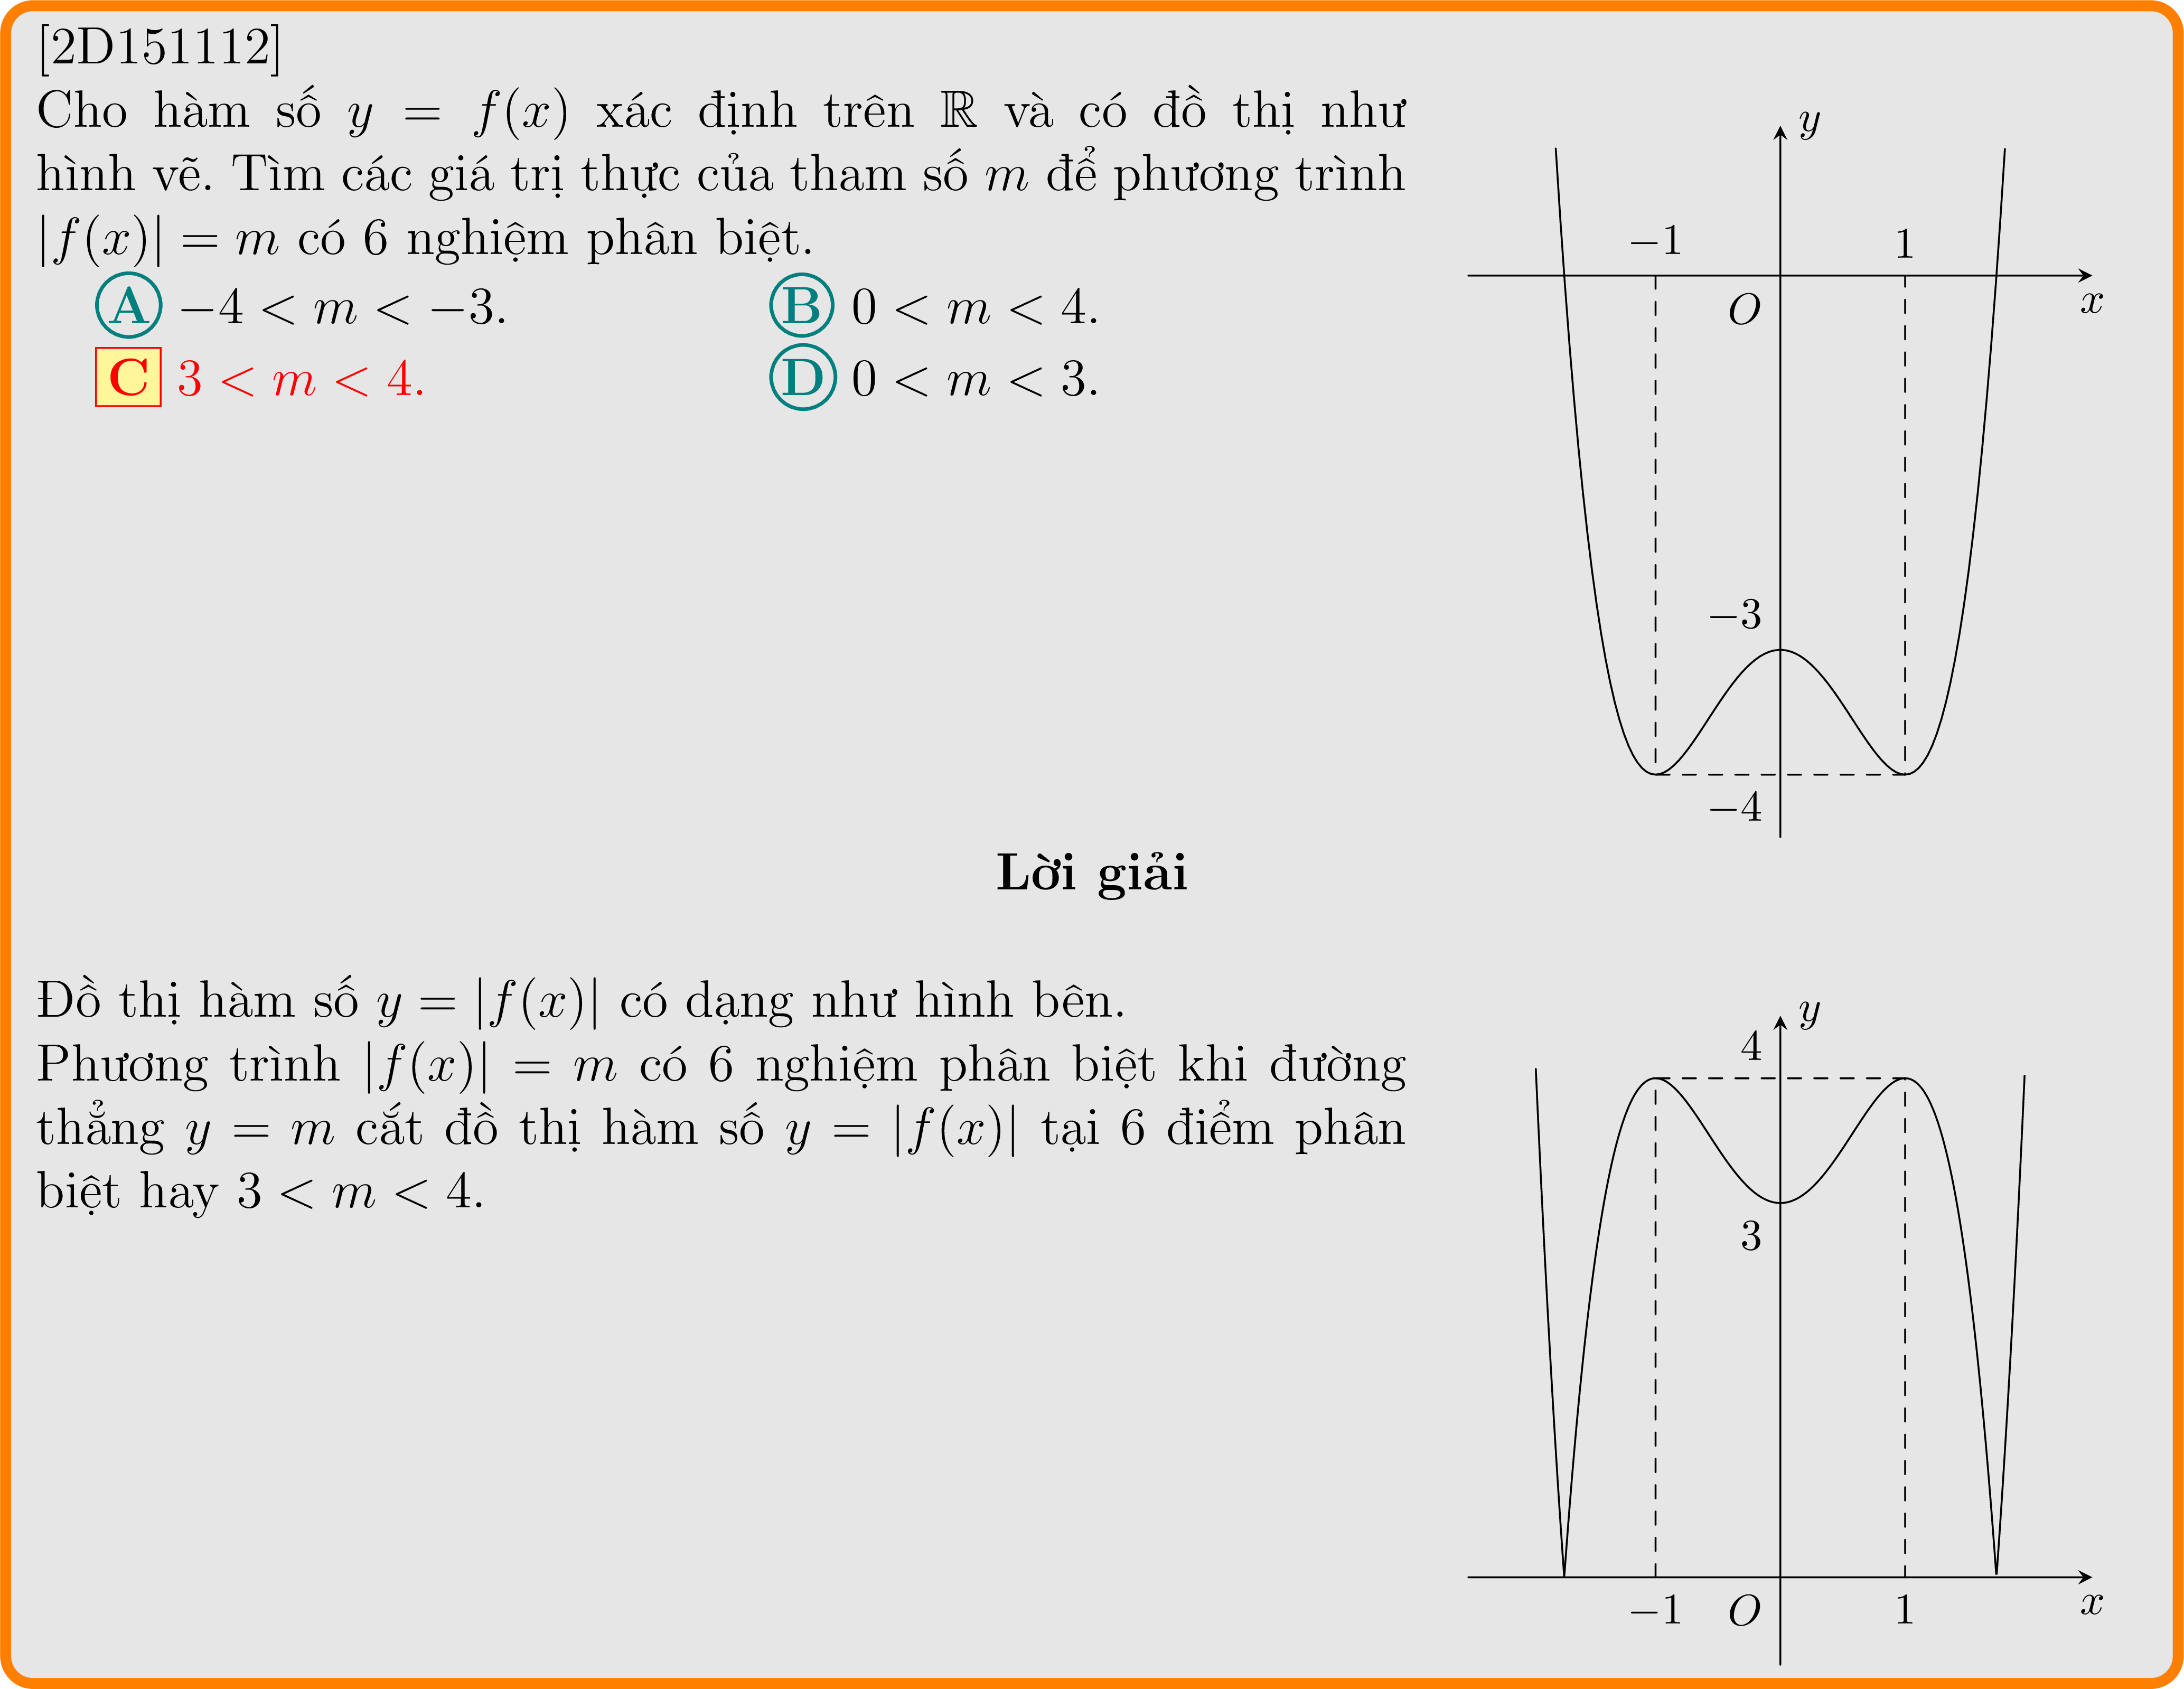 [2D151112]
Cho hàm số y = f(x) xác định trên ℝ và có đồ thị như
hình vẽ. Tìm các giá trị thực của tham số m để phương trình
|f(x)| = m có 6 nghiệm phân biệt.
A −4 < m < −3.
B 0 < m < 4.
C 3 < m < 4.
D 0 < m < 3.
y
−1
1
O
x
−3
−4
Lời giải
Đồ thị hàm số y = |f(x)| có dạng như hình bên.
Phương trình |f(x)| = m có 6 nghiệm phân biệt khi đường
thẳng y = m cắt đồ thị hàm số y = |f(x)| tại 6 điểm phân
biệt hay 3 < m < 4.
y
4
3
−1
O
1
x